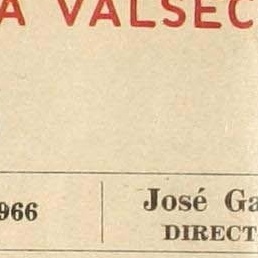 A VALSEC
966
José Ga
DIRECT